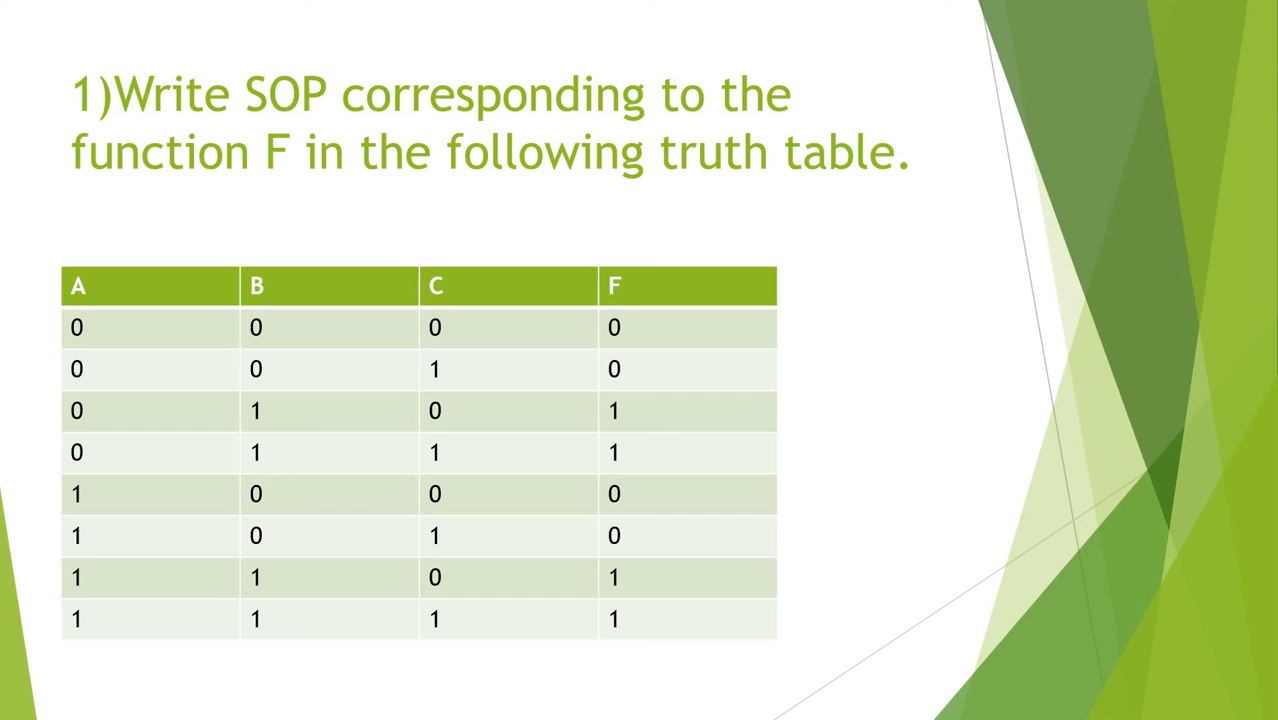 1)Write SOP corresponding to the
function F in the following truth table.
A B C F
0 0 0 0
0 0 1 0
0 1 0 1
0 1 1 1
1 0 0 0
1 0 1 0
1 1 0 1
1 1 1 1